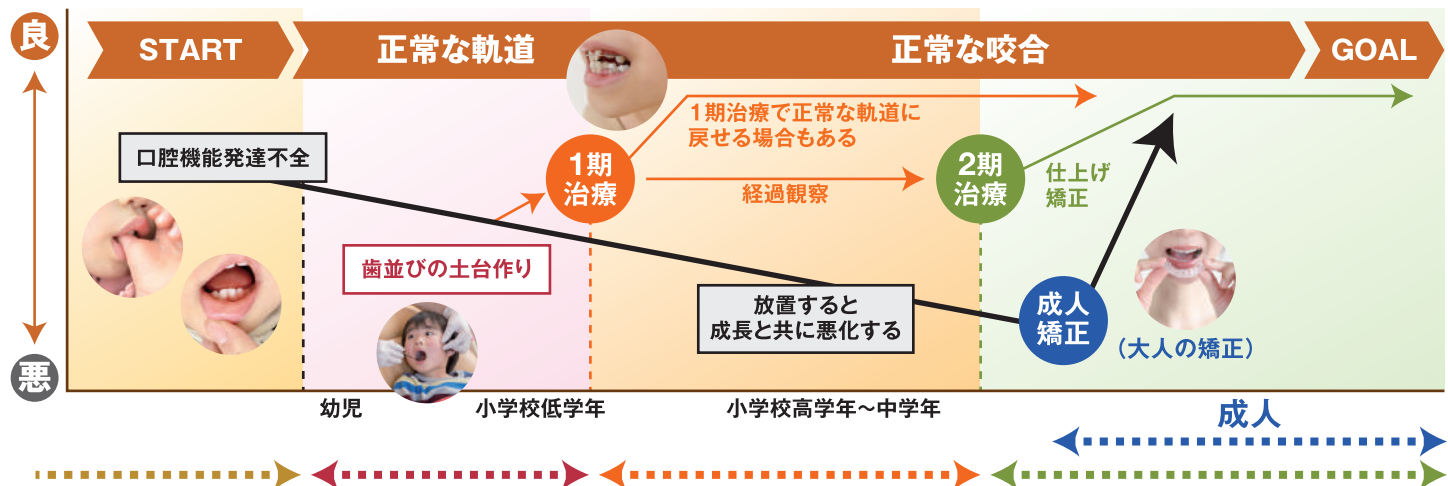 良
START
正常な軌道
正常な咬合
GOAL
1期治療で正常な軌道に
戻せる場合もある
口腔機能発達不全
1期
治療
経過観察
2期
治療
仕上げ
矯正
歯並びの土台作り
放置すると
成長と共に悪化する
成人
矯正
（大人の矯正）
悪
幼児
小学校低学年
小学校高学年～中学年
成人